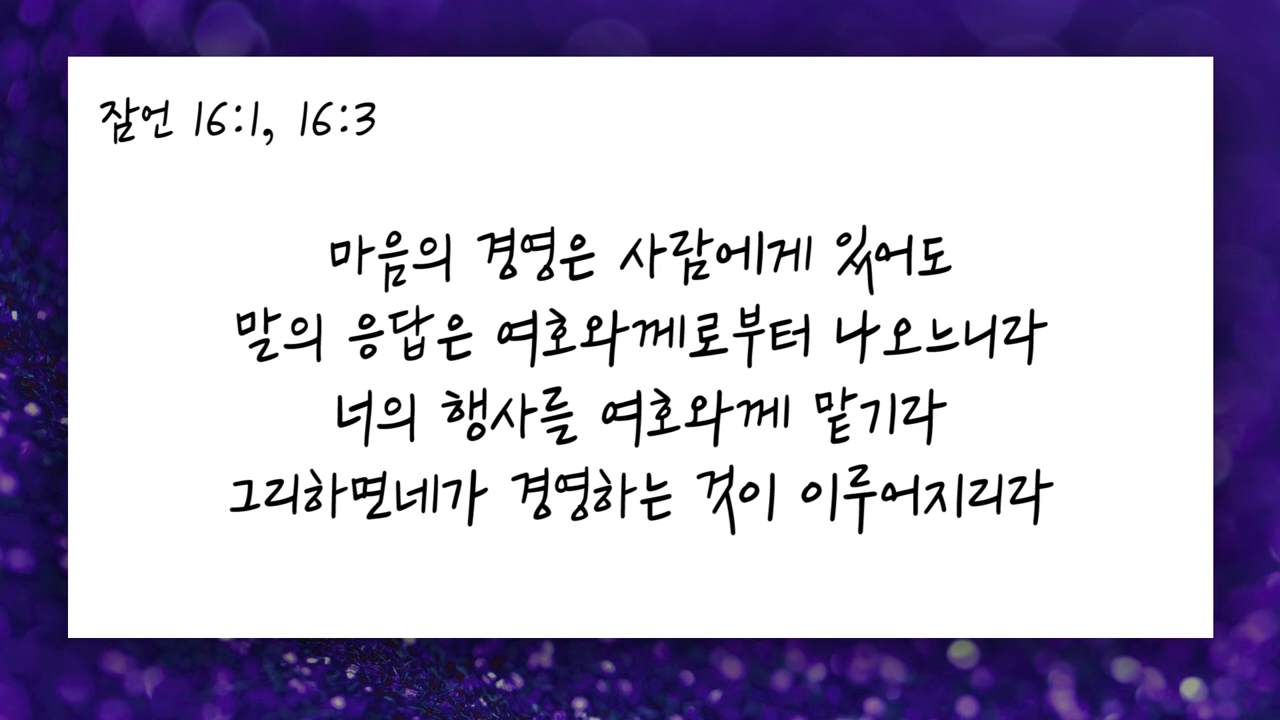 잠언 16:1, 16:3
마음의 경영은 사람에게 있어도
말의 응답은 여호와께로부터 나오느니라
너의 행사를 여호와께 맡기라
그리하면네가 경영하는 것이 이루어지리라